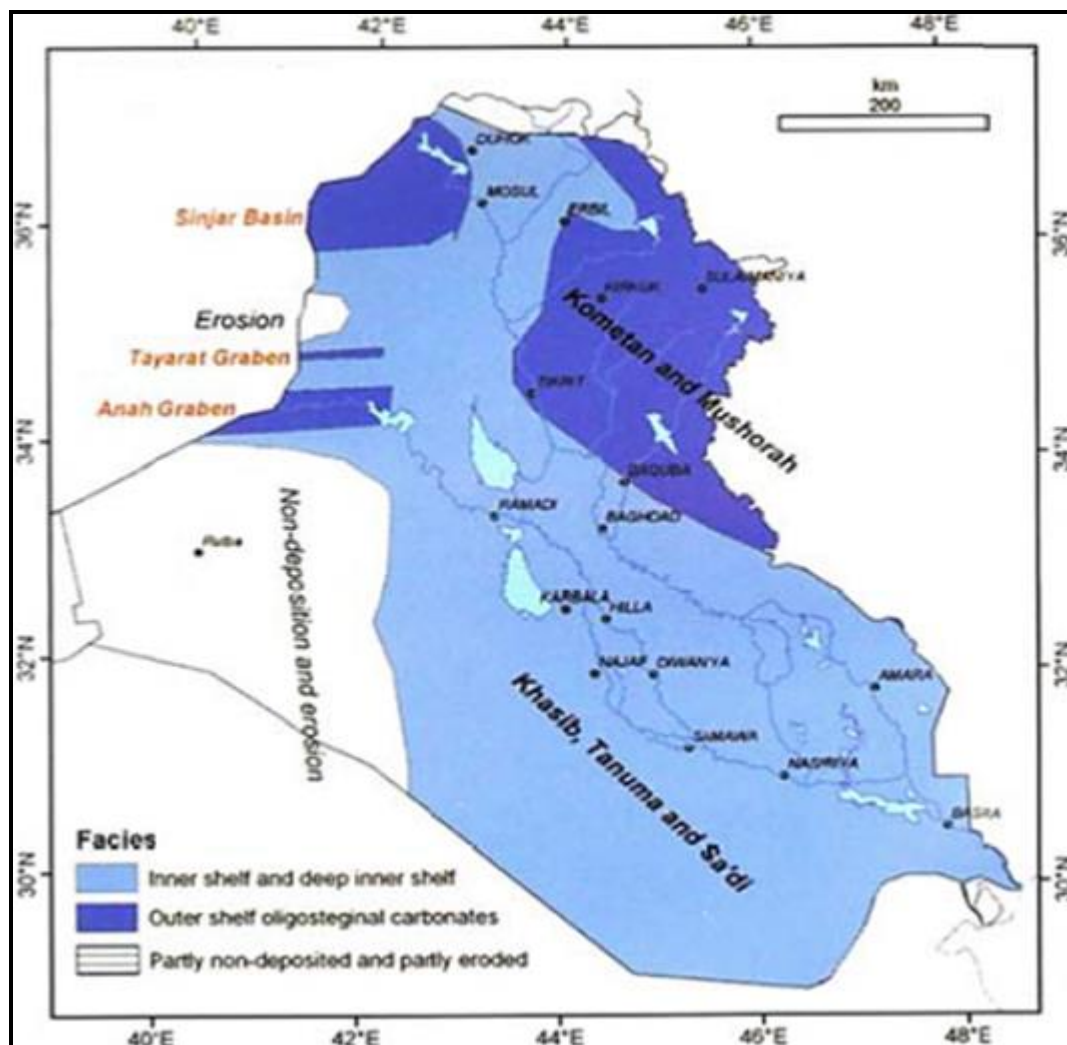 40°E 42°E 44°E 46°E 48°E
km
200
DUHOK
MOSUL
Sinjar Basin
ERBIL
36°N
36°N
SULAIMANIYA
KIRKUK
Erosion
Kometan and Mushorah
Tayarat Graben
TIKRIT
Anah Graben
34°N
34°N
BAQUBA
RAMADI
BAGHDAD
Non-deposition and erosion
KARBALA
HILLA
32°N
32°N
NAJAF
DIWANYA
AMARA
Khasib, Tanuma and Sa'di
SAMAWA
NASRIYA
BASRA
Facies
30°N
30°N
Inner shelf and deep inner shelf
Outer shelf oligosteginal carbonates
Partly non-deposited and partly eroded
40°E 42°E 44°E 46°E 48°E